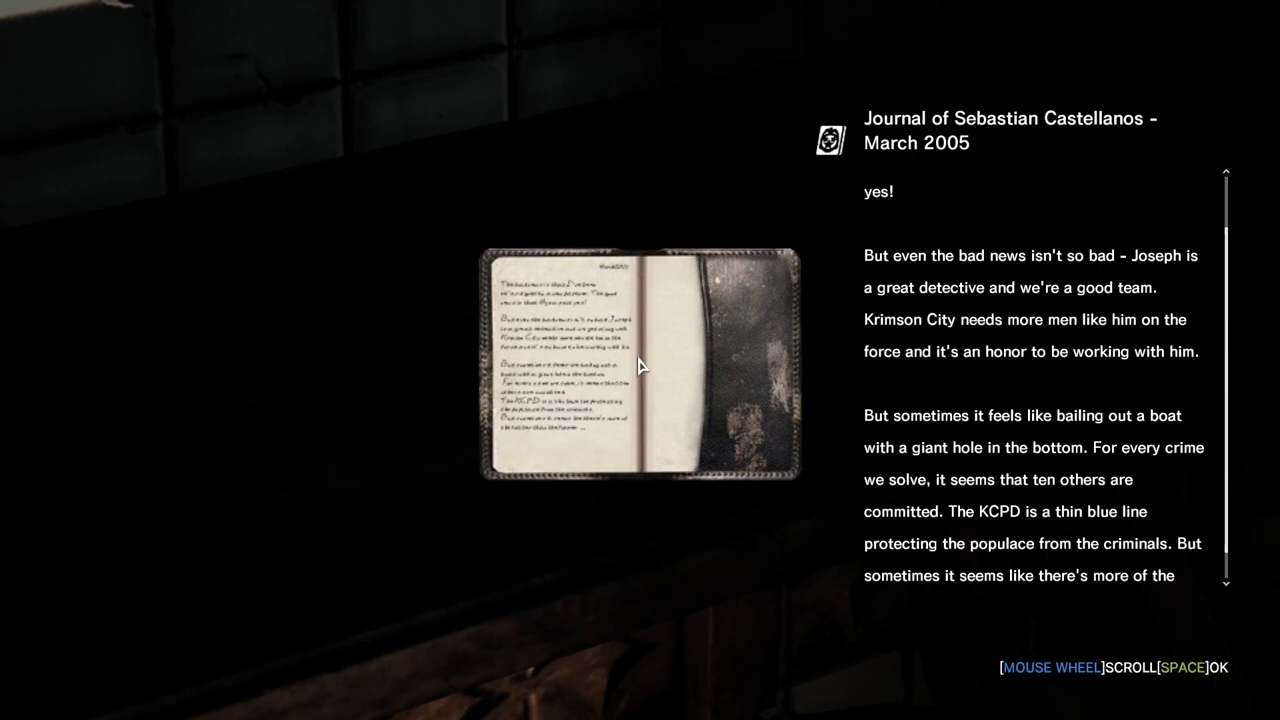 Journal of Sebastian Castellanos -
March 2005
yes!
But even the bad news isn't so bad - Joseph is
a great detective and we're a good team.
Krimson City needs more men like him on the
force and it's an honor to be working with him.
But sometimes it feels like bailing out a boat
with a giant hole in the bottom. For every crime
we solve, it seems that ten others are
committed. The KCPD is a thin blue line
protecting the populace from the criminals. But
sometimes it seems like there's more of the
[MOUSE WHEEL]SCROLL[SPACE]OK